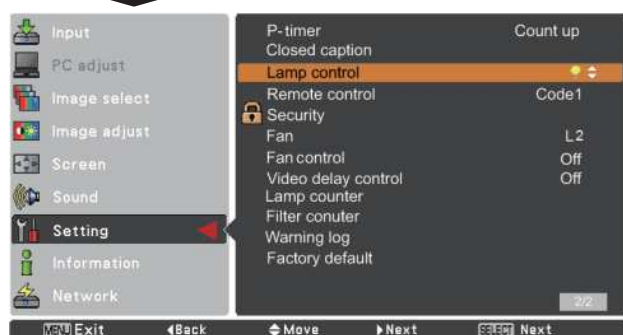 Input
PC adjust
Image select
Image adjust
Screen
Sound
Setting
Information
Network
P-timer Count up
Closed caption
Lamp control
Remote control Code1
Security
Fan L2
Fan control Off
Video delay control Off
Lamp counter
Filter conuter
Warning log
Factory default
2/2
MENU Exit Back Move Next SELECT Next